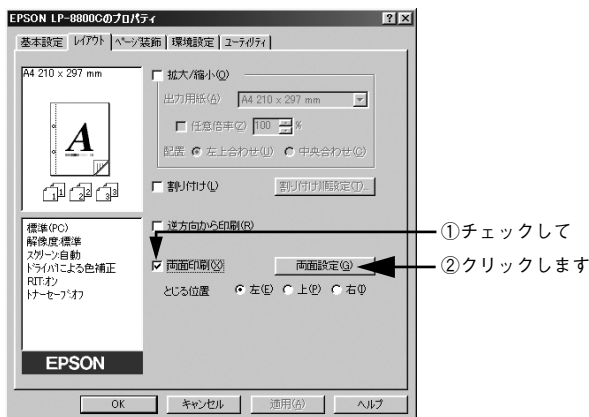 EPSON LP-8800Cのプロパティ
基本設定 レイアウト ページ装飾 環境設定 ユーティリティ
A4 210 x 297 mm
A
1 1 2 2 3 3
標準(PC)
解像度:標準
スクリーン:自動
ドライバによる色補正
RIT:オン
トナーセーブ:オフ
EPSON
拡大/縮小(O)
出力用紙(A) A4 210 x 297 mm
任意倍率(Z) 100 %
配置 左上合わせ(U) 中央合わせ(C)
割り付け(L) 割り付け順設定(T)...
逆方向から印刷(R)
両面印刷(X) 両面設定(G)
とじる位置 左(E) 上(P) 右(I)
OK キャンセル 適用(A) ヘルプ
①チェックして
②クリックします